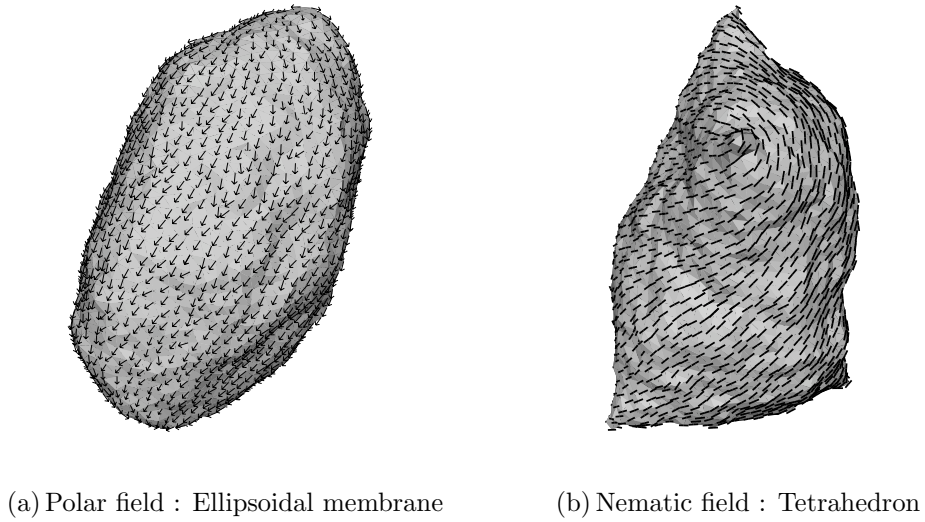 (a) Polar field : Ellipsoidal membrane
(b) Nematic field : Tetrahedron